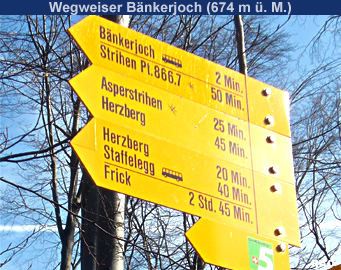 Wegweiser Bänkerjoch (674 m ü. M.)
Bänkerjoch 2 Min.
Strihen Pt.866.7 50 Min.
Asperstrihen 25 Min.
Herzberg 45 Min.
Herzberg 20 Min.
Staffelegg 40 Min.
Frick 2 Std. 45 Min.
5